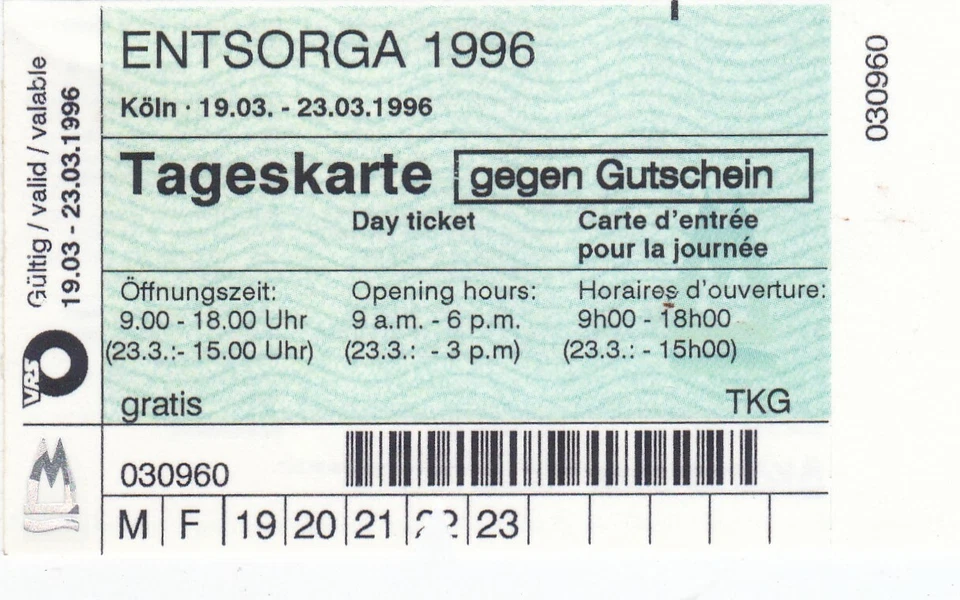 Gültig / valid / valable
19.03 - 23.03.1996
VRS
ENTSORGA 1996
Köln · 19.03. - 23.03.1996
Tageskarte gegen Gutschein
Day ticket Carte d'entrée
pour la journée
Öffnungszeit: Opening hours: Horaires d'ouverture:
9.00 - 18.00 Uhr 9 a.m. - 6 p.m. 9h00 - 18h00
(23.3.:- 15.00 Uhr) (23.3.: - 3 p.m) (23.3.: - 15h00)
gratis TKG
030960
M F 19 20 21 22 23
030960